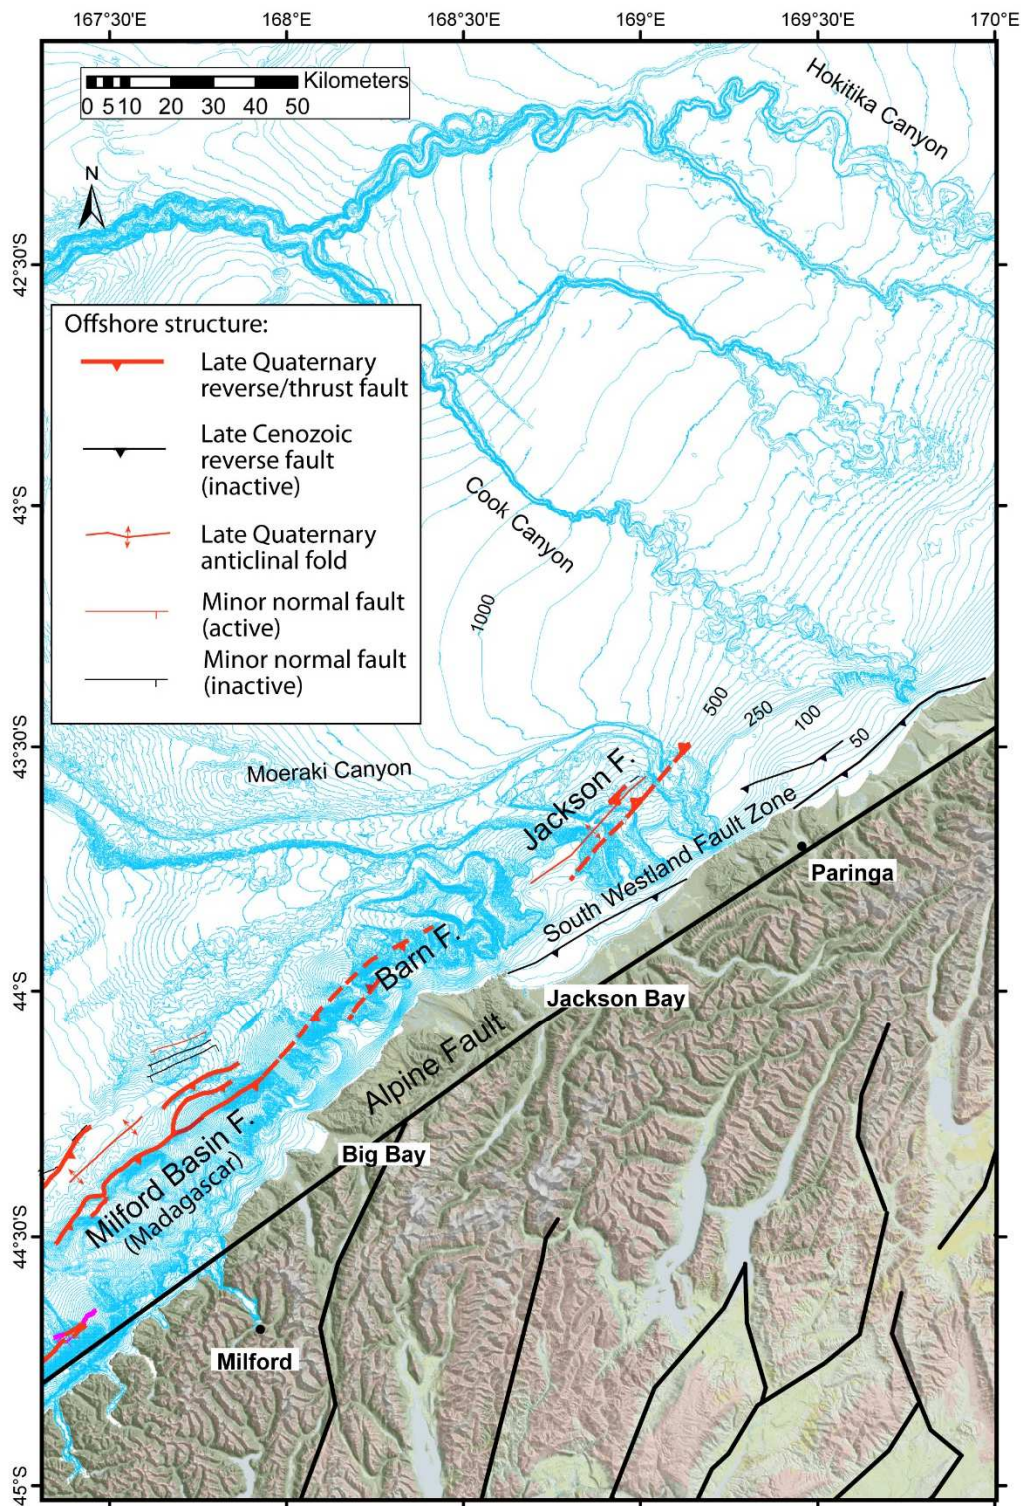 167°30'E
168°
168°30'E
169°E
169°30'E
170°E
Kilometers
0 5 10 20 30 40 50
Hokitika Canyon
N
42°30'S
Offshore structure:
Late Quaternary
reverse/thrust fault
Late Cenozoic
reverse fault
(inactive)
Late Quaternary
anticlinal fold
Minor normal fault
(active)
Minor normal fault
(inactive)
43°S
Cook Canyon
1000
500
250
100
50
43°30'S
Moeraki Canyon
Jackson F.
South Westland Fault Zone
Paringa
Barn F.
44°S
Jackson Bay
Alpine Fault
Big Bay
Milford Basin F.
(Madagascar)
44°30'S
Milford
45°S